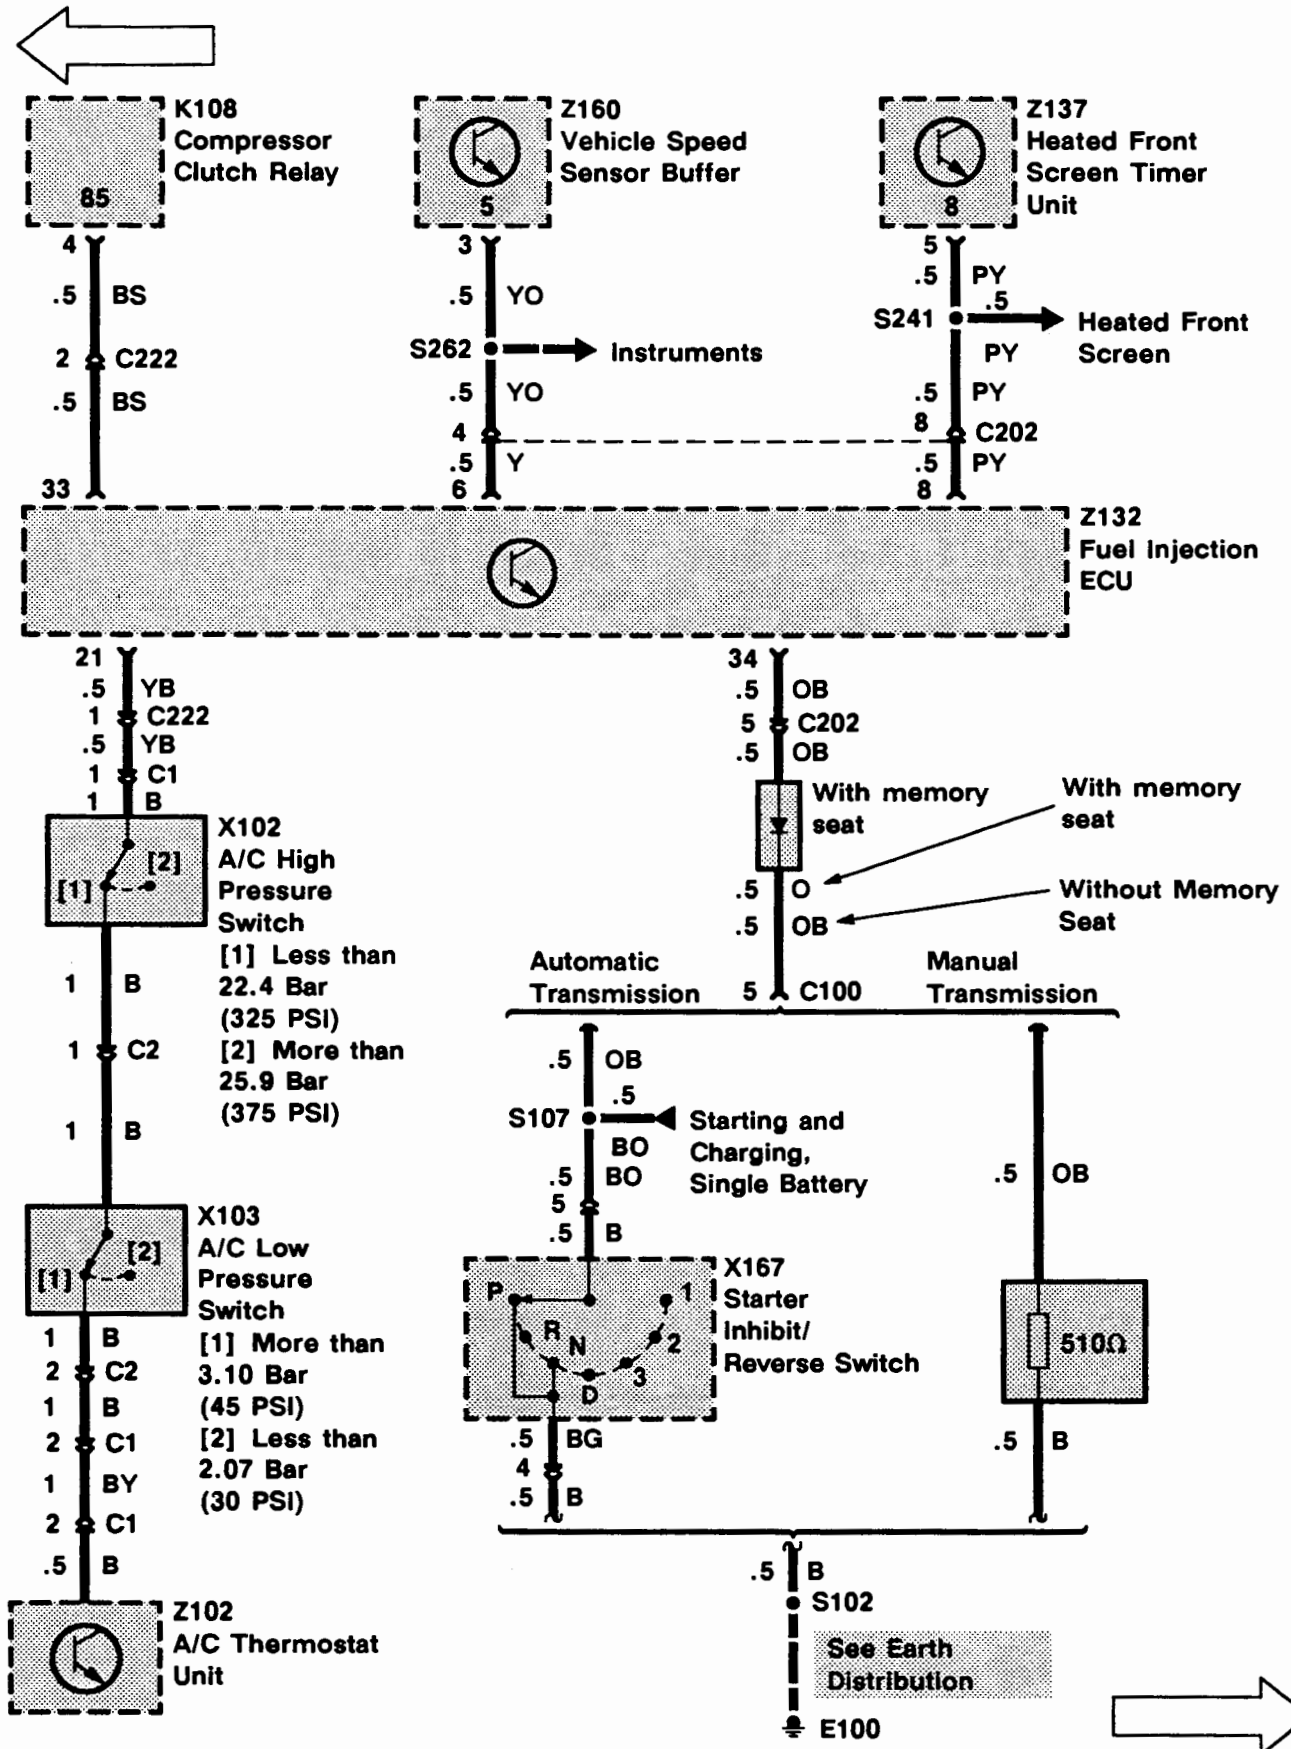 K108
Compressor
Clutch Relay
85
Z160
Vehicle Speed
Sensor Buffer
5
Z137
Heated Front
Screen Timer
Unit
8
4
.5 BS
2 C222
.5 BS
33
3
.5 YO
S262
Instruments
.5 YO
4
.5 Y
6
5
.5 PY
.5
S241
Heated Front
Screen
PY
.5 PY
8 C202
.5 PY
8
Z132
Fuel Injection
ECU
21
.5 YB
1 C222
.5 YB
1 C1
1 B
X102
A/C High
Pressure
Switch
[1] Less than
22.4 Bar
(325 PSI)
[2] More than
25.9 Bar
(375 PSI)
[2]
[1]
1 B
1 C2
1 B
X103
A/C Low
Pressure
Switch
[1] More than
3.10 Bar
(45 PSI)
[2] Less than
2.07 Bar
(30 PSI)
[2]
[1]
1 B
2 C2
1 B
2 C1
1 BY
2 C1
.5 B
Z102
A/C Thermostat
Unit
34
.5 OB
5 C202
.5 OB
With memory
seat
With memory
seat
.5 O
Without Memory
Seat
.5 OB
Automatic
Transmission
5 C100
Manual
Transmission
.5 OB
.5
S107
Starting and
Charging,
Single Battery
BO
.5 BO
5
.5 B
X167
Starter
Inhibit/
Reverse Switch
P
R
N
D
3
2
1
.5 BG
4
.5 B
.5 OB
510Ω
.5 B
.5 B
S102
See Earth
Distribution
E100